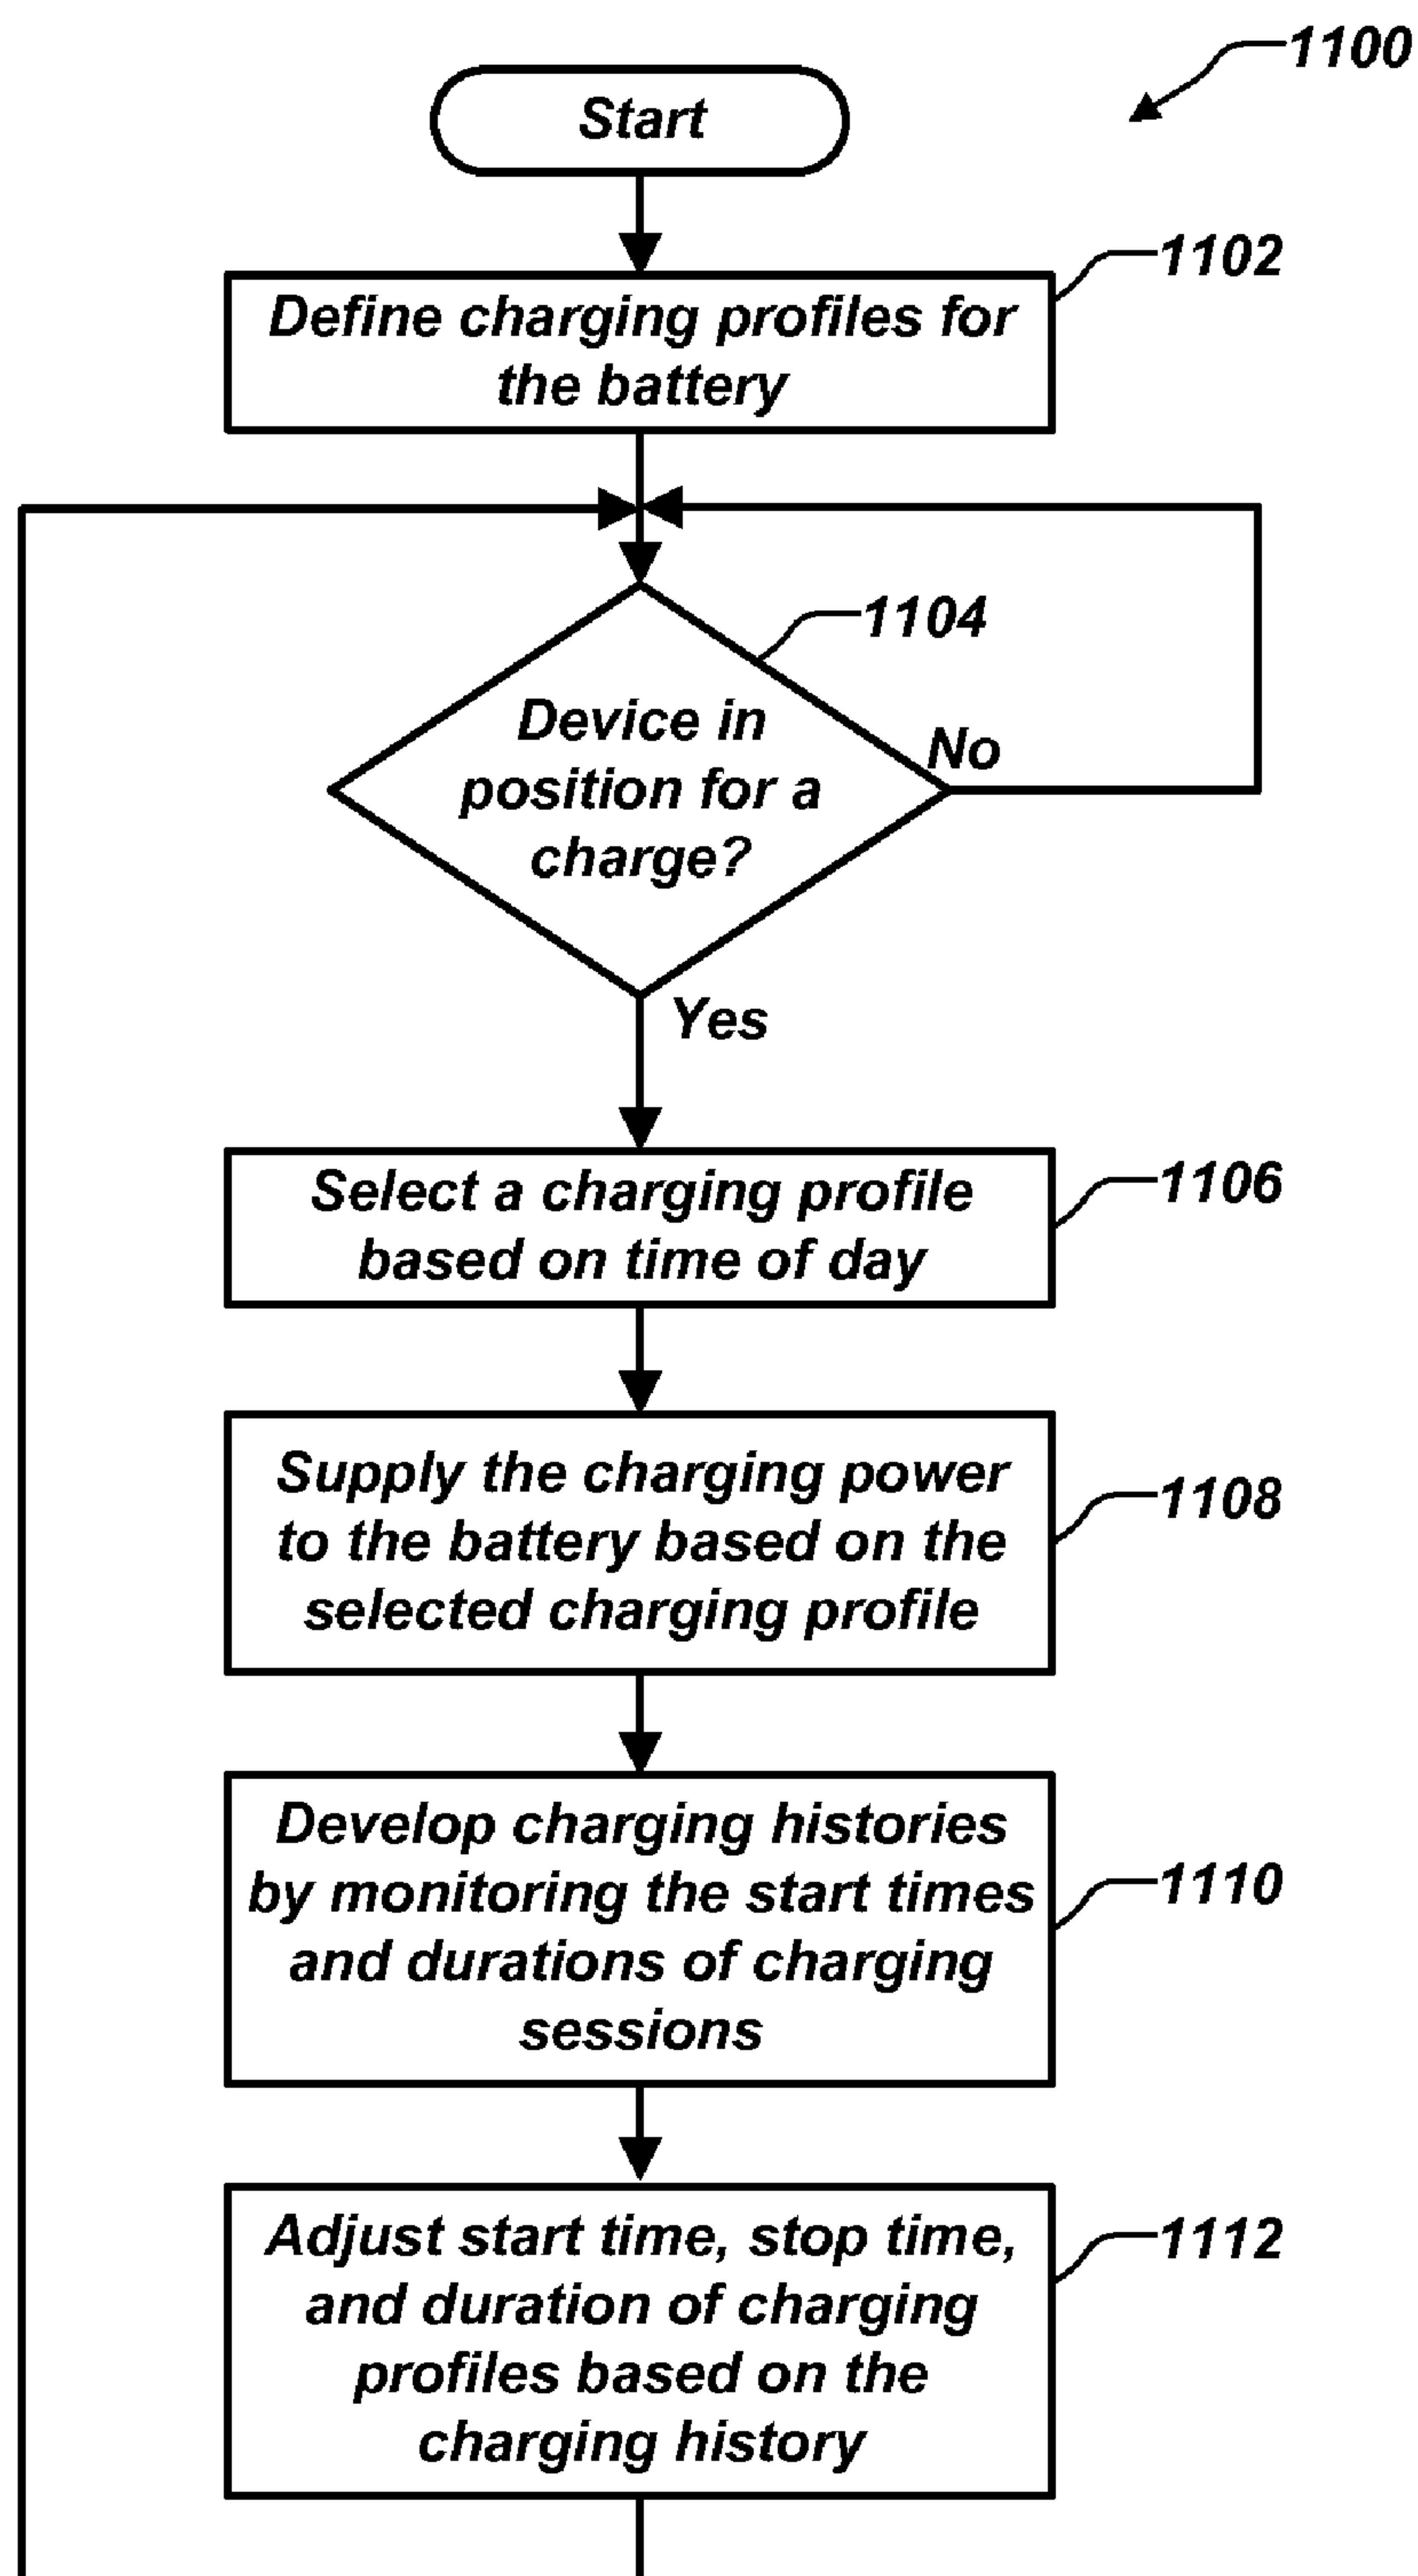 1100
Start
1102
Define charging profiles for
the battery
1104
Device in
position for a
charge?
No
Yes
1106
Select a charging profile
based on time of day
1108
Supply the charging power
to the battery based on the
selected charging profile
1110
Develop charging histories
by monitoring the start times
and durations of charging
sessions
1112
Adjust start time, stop time,
and duration of charging
profiles based on the
charging history